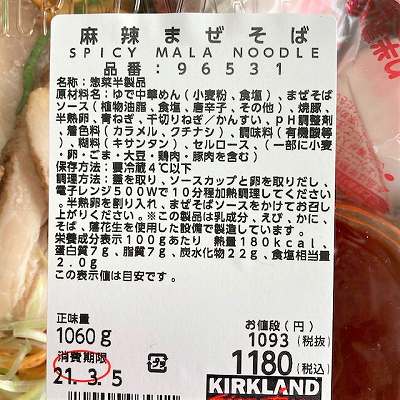 麻辣まぜそば
SPICY MALA NOODLE
品番:96531
名称:惣菜半製品
原材料名:ゆで中華めん(小麦粉、食塩)、まぜそば
ソース(植物油脂、食塩、唐辛子、その他)、焼豚、
半熟卵、青ねぎ、干切りねぎ/かんすい、pH調整剤
、着色料(カラメル、クチナシ)、調味料(有機酸等
)、糊料(キサンタン)、セルロース、(一部に小麦
・卵・ごま・大豆・鶏肉・豚肉を含む)
保存方法:要冷蔵4℃以下
調理方法:蓋を取り、ソースカップと卵を取りだし、
電子レンジ500Wで10分程加熱調理してください
。半熟卵を割り入れ、まぜそばソースをかけてお召し
上がりください。※この製品は乳成分、えび、かに、
そば、落花生を使用した設備で製造しています。
栄養成分表示100gあたり 熱量180kcal、
蛋白質7g、脂質7g、炭水化物22g、食塩相当量
2.0g
この表示値は目安です。
正味量
1060g
お値段(円)
1093(税抜)
消費期限
21.3.5
1180(税込)
KIRKLAND